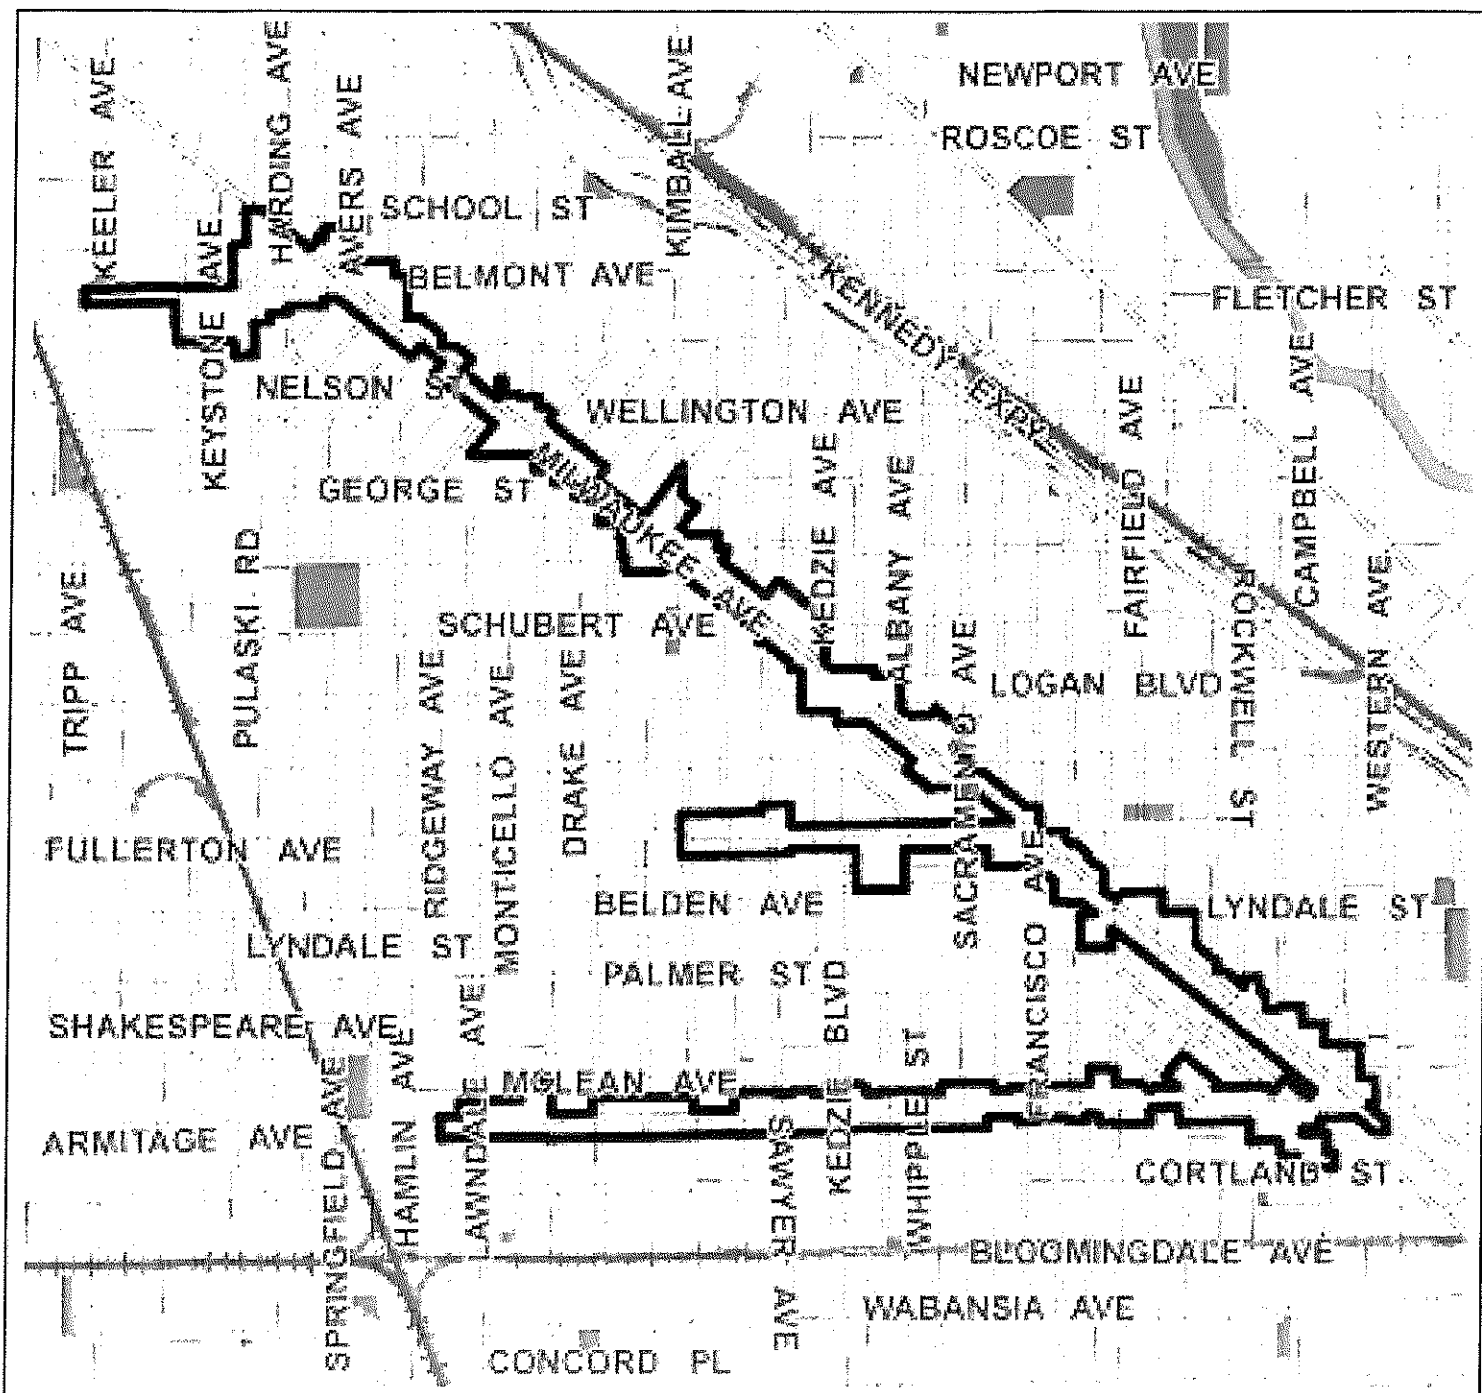 NEWPORT AVE
ROSCOE ST
KIMBALL AVE
KEELER AVE
HARDING AVE
AVERS AVE
SCHOOL ST
KEYSTONE AVE
BELMONT AVE
KENNEDY EXPY
FLETCHER ST
NELSON ST
WELLINGTON AVE
GEORGE ST
MILWAUKEE AVE
KEDZIE AVE
ALBANY AVE
FAIRFIELD AVE
CAMPBELL AVE
TRIPP AVE
PULASKI RD
SCHUBERT AVE
SACRAMENTO AVE
LOGAN BLVD
ROCKWELL ST
WESTERN AVE
RIDGEWAY AVE
MONTICELLO AVE
DRAKE AVE
FULLERTON AVE
BELDEN AVE
LYNDALE ST
LYNDALE ST
PALMER ST
KEDZIE BLVD
FRANCISCO AVE
SHAKESPEARE AVE
HAMLIN AVE
LAWNDALE AVE
MCLEAN AVE
WHIPPLE ST
ARMITAGE AVE
SPRINGFIELD AVE
SAWYER AVE
CORTLAND ST
BLOOMINGDALE AVE
WABANSIA AVE
CONCORD PL